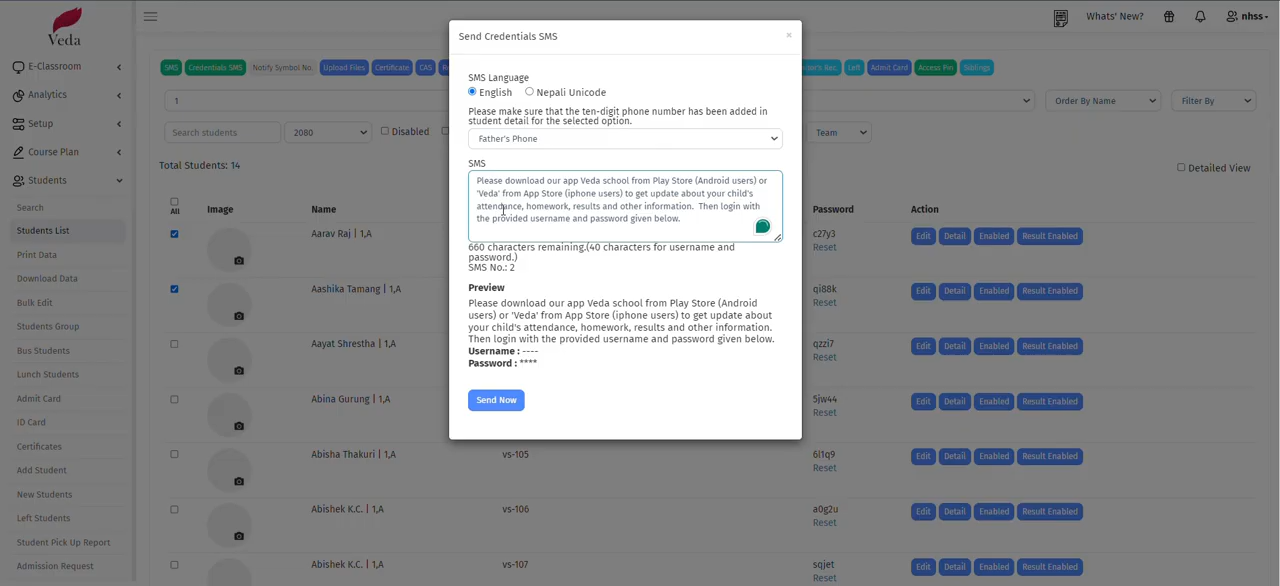 Veda
Whats' New?
nhss
E-Classroom
Analytics
Setup
Course Plan
Students
Search
Students List
Print Data
Download Data
Bulk Edit
Students Group
Bus Students
Lunch Students
Admit Card
ID Card
Certificates
Add Student
New Students
Left Students
Student Pick Up Report
Admission Request
SMS Credentials SMS Notify Symbol No. Upload Files Certificate CAS
Left Admit Card Access Pin Siblings
1 Order By Name Filter By
Search students 2080 Disabled Team
Total Students: 14 Detailed View
All Image Name Password Action
Aarav Raj | 1,A c27y3 Edit Detail Enabled Result Enabled
Reset
Aashika Tamang | 1,A qi88k Edit Detail Enabled Result Enabled
Reset
Aayat Shrestha | 1,A qzzi7 Edit Detail Enabled Result Enabled
Reset
Abina Gurung | 1,A 5jw44 Edit Detail Enabled Result Enabled
Reset
Abisha Thakuri | 1,A vs-105 6l1q9 Edit Detail Enabled Result Enabled
Reset
Abishek K.C. | 1,A vs-106 a0g2u Edit Detail Enabled Result Enabled
Reset
Abishek K.C. | 1,A vs-107 sqjet Edit Detail Enabled Result Enabled
Reset
Send Credentials SMS ×
SMS Language
English Nepali Unicode
Please make sure that the ten-digit phone number has been added in
student detail for the selected option.
Father's Phone
SMS
Please download our app Veda school from Play Store (Android users) or
'Veda' from App Store (iphone users) to get update about your child's
attendance, homework, results and other information. Then login with
the provided username and password given below.
660 characters remaining.(40 characters for username and
password.)
SMS No.: 2
Preview
Please download our app Veda school from Play Store (Android
users) or 'Veda' from App Store (iphone users) to get update about
your child's attendance, homework, results and other information.
Then login with the provided username and password given below.
Username : ----
Password : ****
Send Now